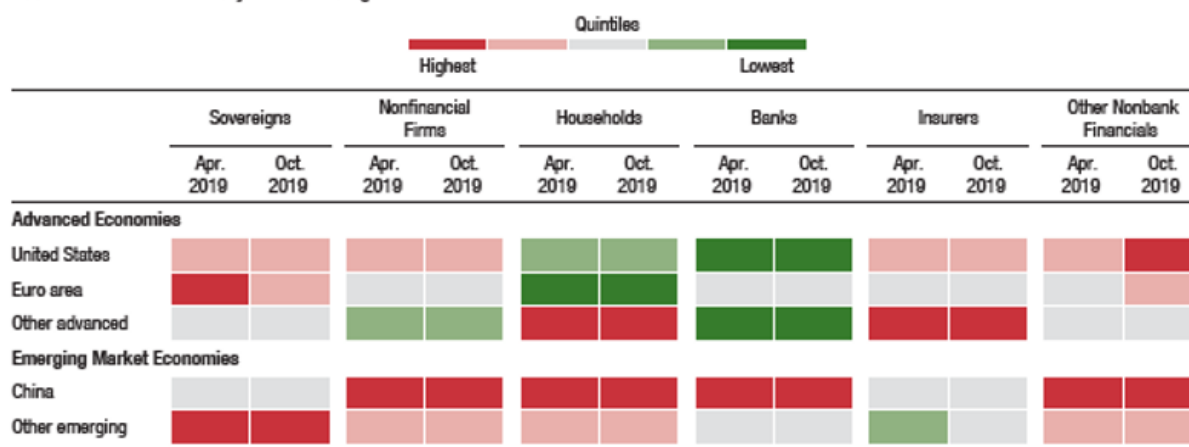 Quintiles
Highest Lowest
Sovereigns Nonfinancial Firms Households Banks Insurers Other Nonbank Financials
Apr. 2019 Oct. 2019 Apr. 2019 Oct. 2019 Apr. 2019 Oct. 2019 Apr. 2019 Oct. 2019 Apr. 2019 Oct. 2019 Apr. 2019 Oct. 2019
Advanced Economies
United States
Euro area
Other advanced
Emerging Market Economies
China
Other emerging